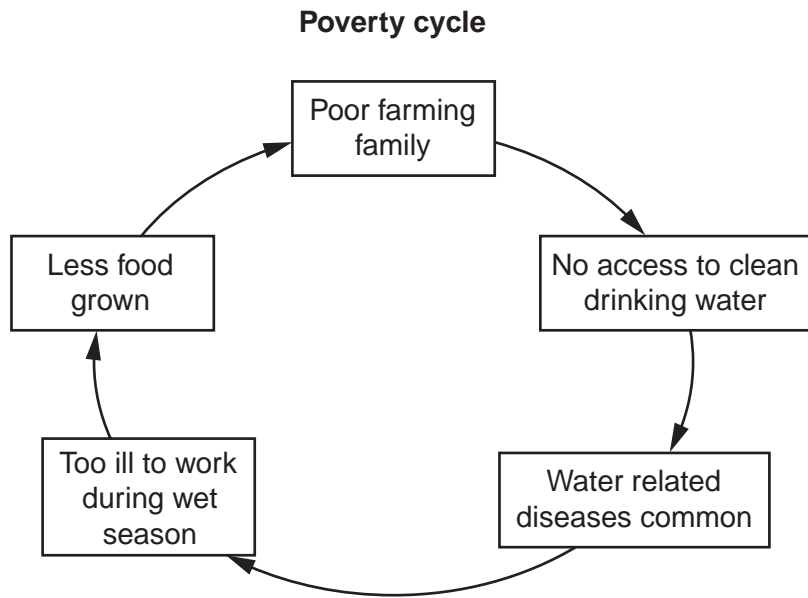 Poverty cycle
Poor farming
family
No access to clean
drinking water
Water related
diseases common
Too ill to work
during wet
season
Less food
grown